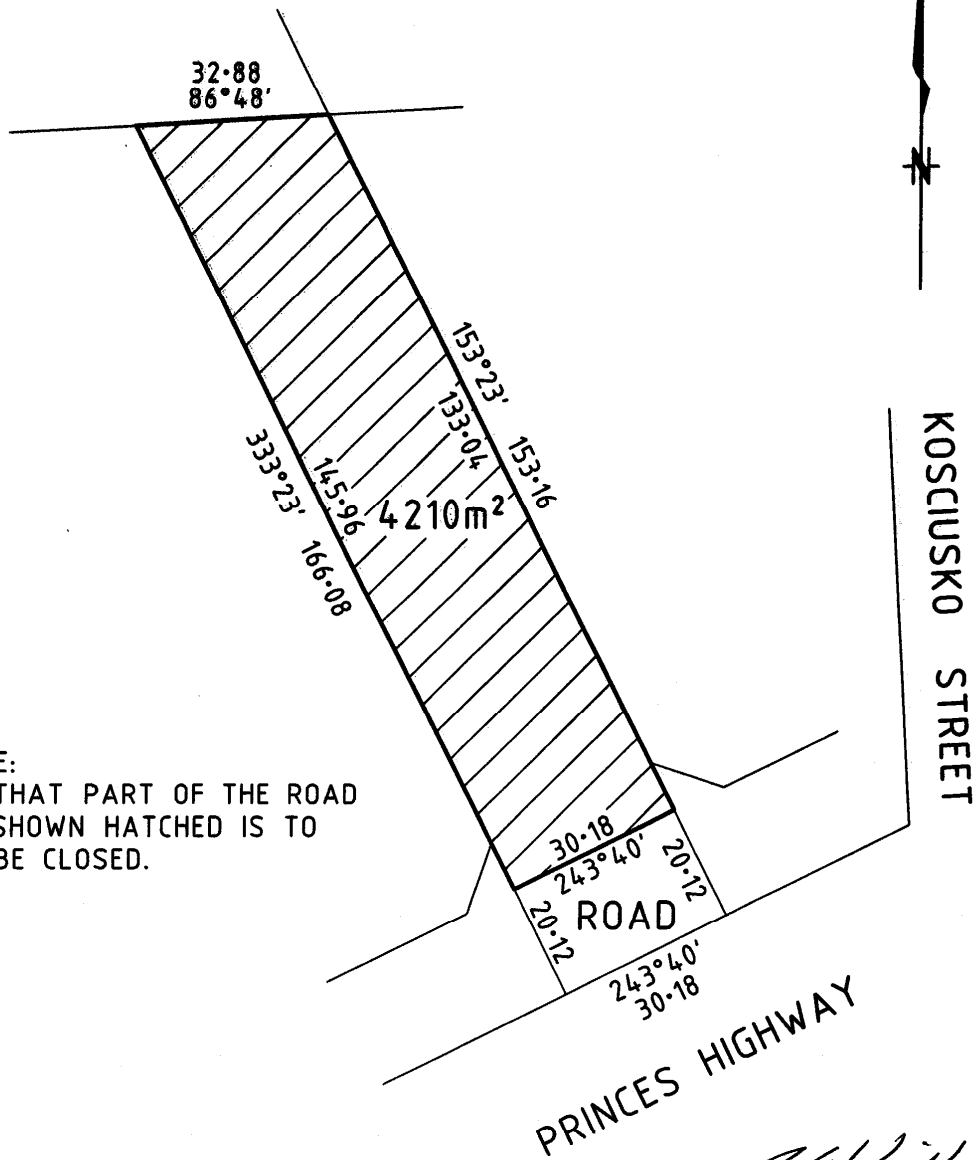 32·88
86°48'
N
153°23'
133·04
153·16
333°23'
145·96
166·08
4210m²
KOSCIUSKO STREET
E:
THAT PART OF THE ROAD
SHOWN HATCHED IS TO
BE CLOSED.
30·18
243°40'
20·12
20·12
ROAD
243°40'
30·18
PRINCES HIGHWAY